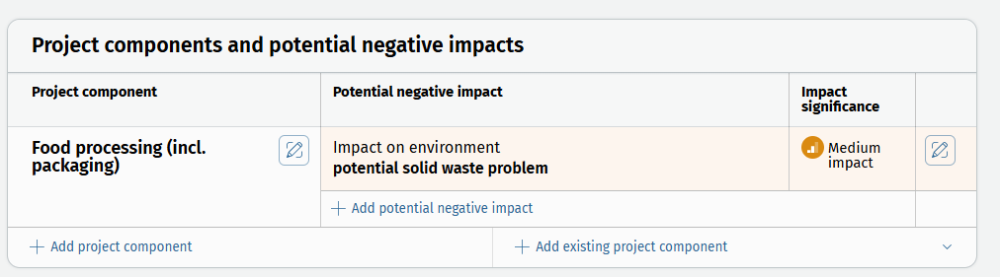 Project components and potential negative impacts
Project component
Potential negative impact
Impact
significance
Food processing (incl.
packaging)
Impact on environment
potential solid waste problem
Medium
impact
Add potential negative impact
Add project component
Add existing project component